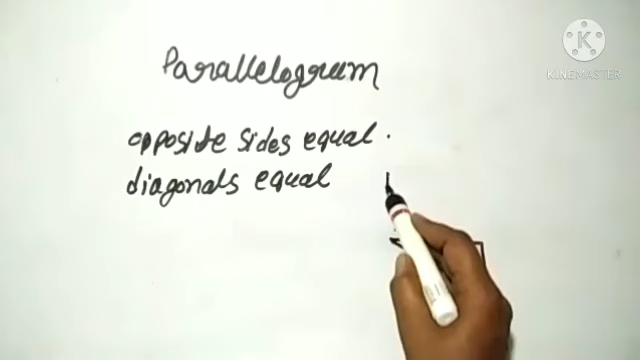 Parallelogram
KINEMASTER
opposite sides equal.
diagonals equal